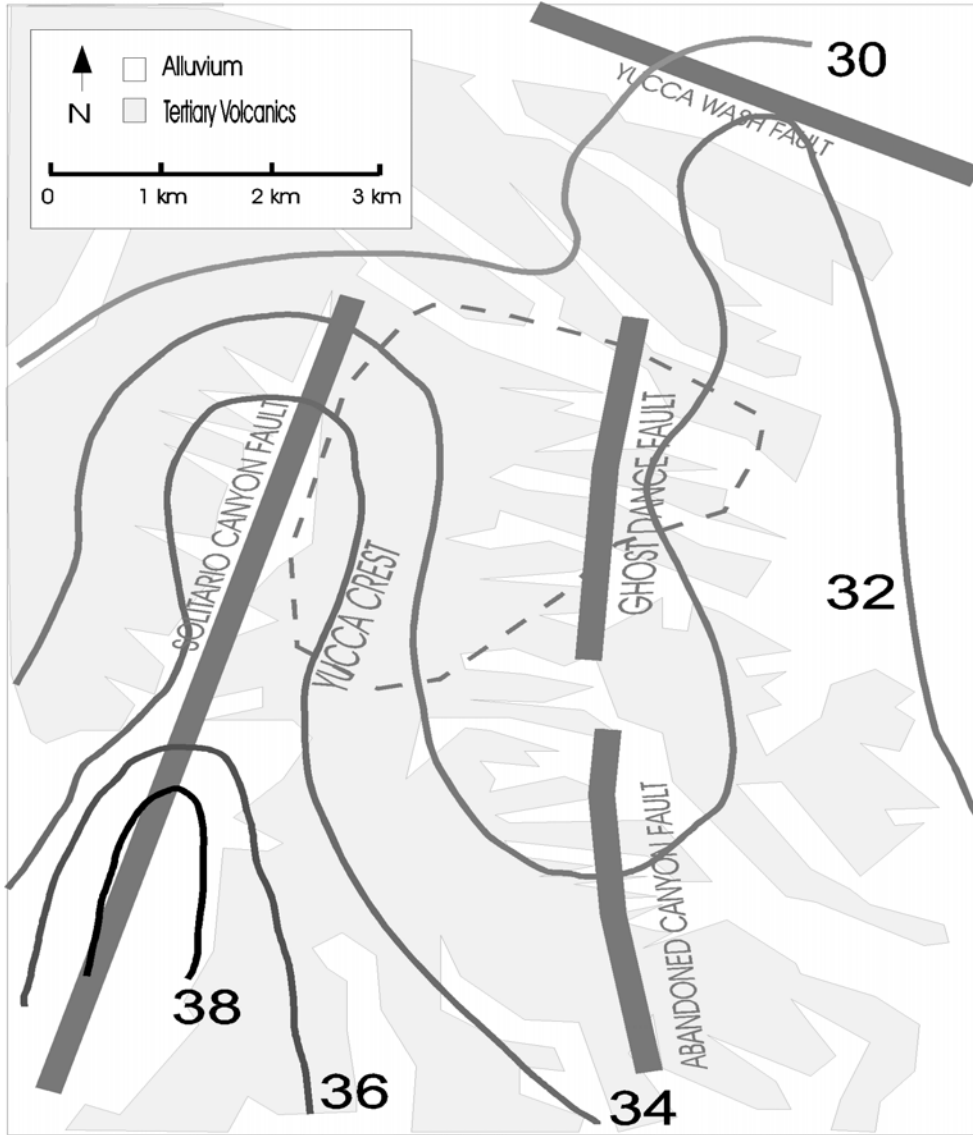 Alluvium
N
Tertiary Volcanics
0 1 km 2 km 3 km
30
YUCCA WASH FAULT
SOLITARIO CANYON FAULT
GHOST DANCE FAULT
YUCCA CREST
32
ABANDONED CANYON FAULT
38
36
34